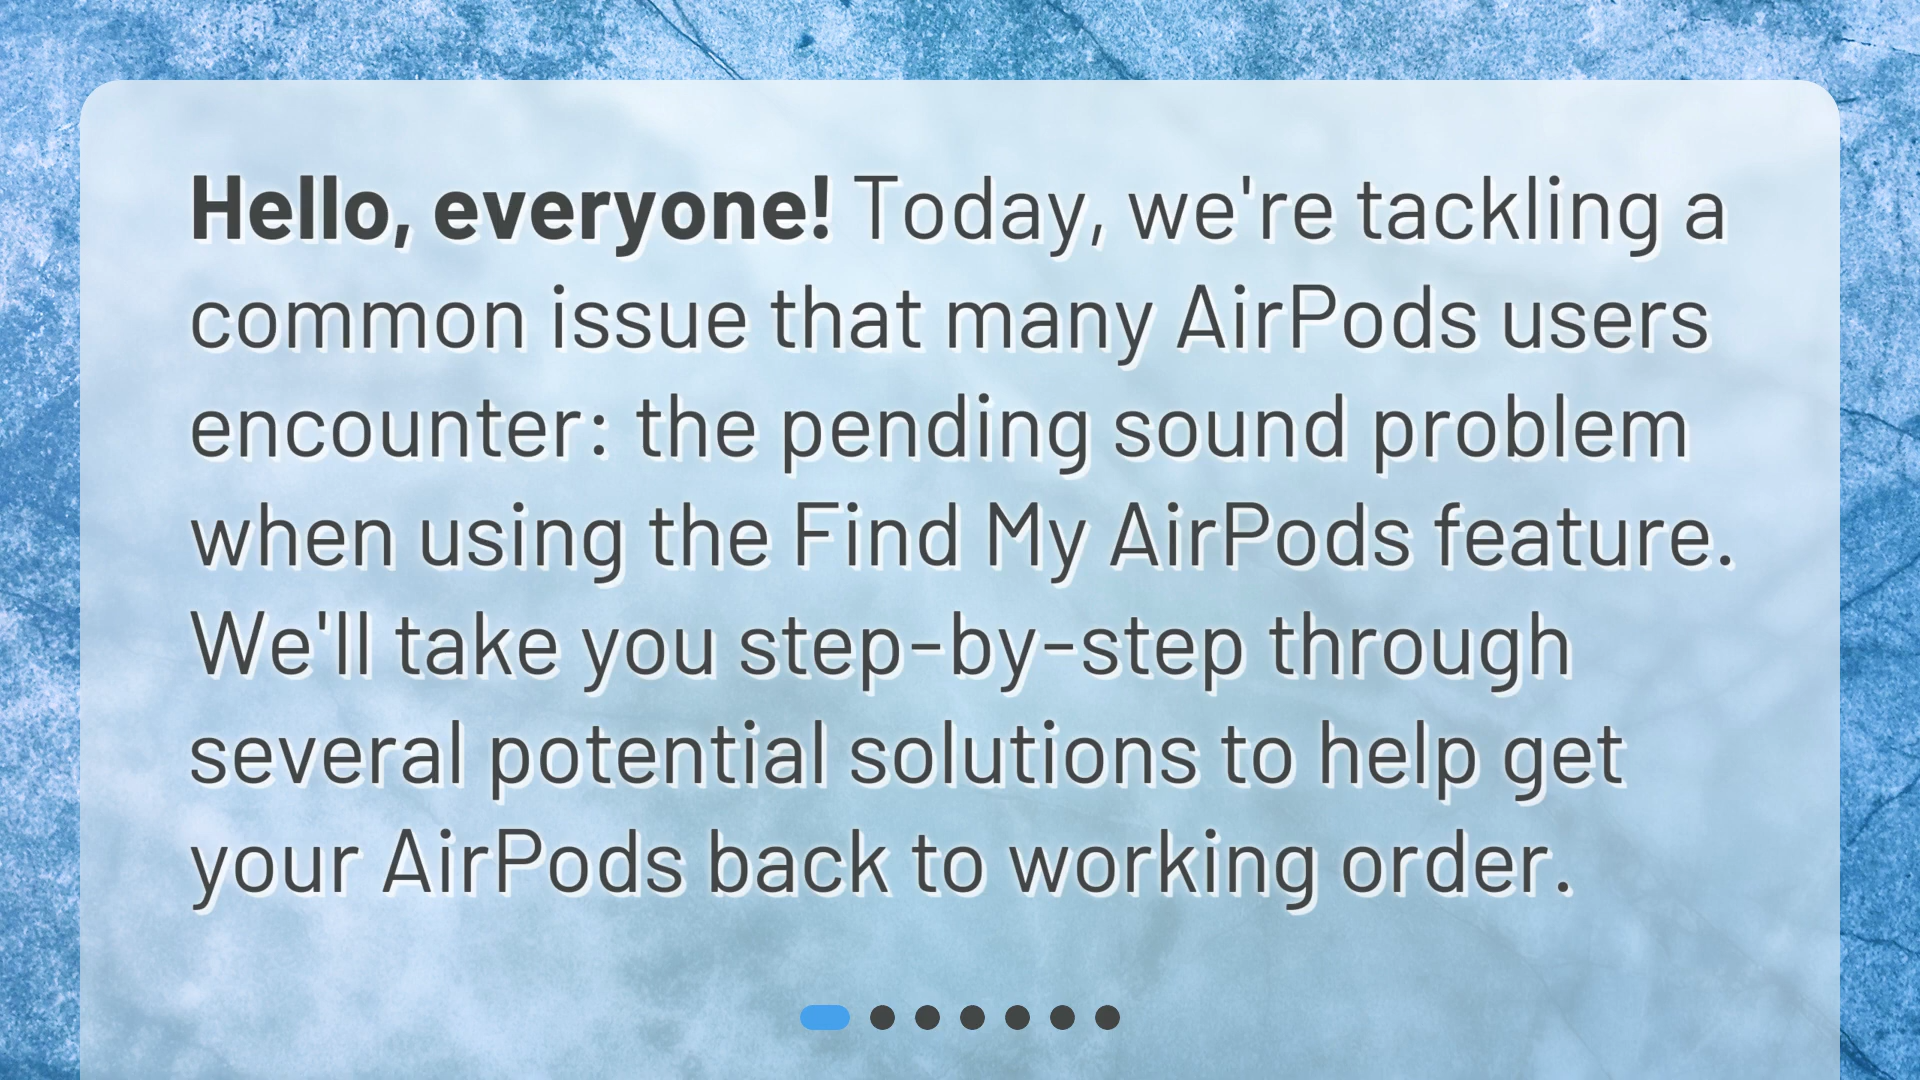 Hello, everyone! Today, we're tackling a
common issue that many AirPods users
encounter: the pending sound problem
when using the Find My AirPods feature.
We'll take you step-by-step through
several potential solutions to help get
your AirPods back to working order.